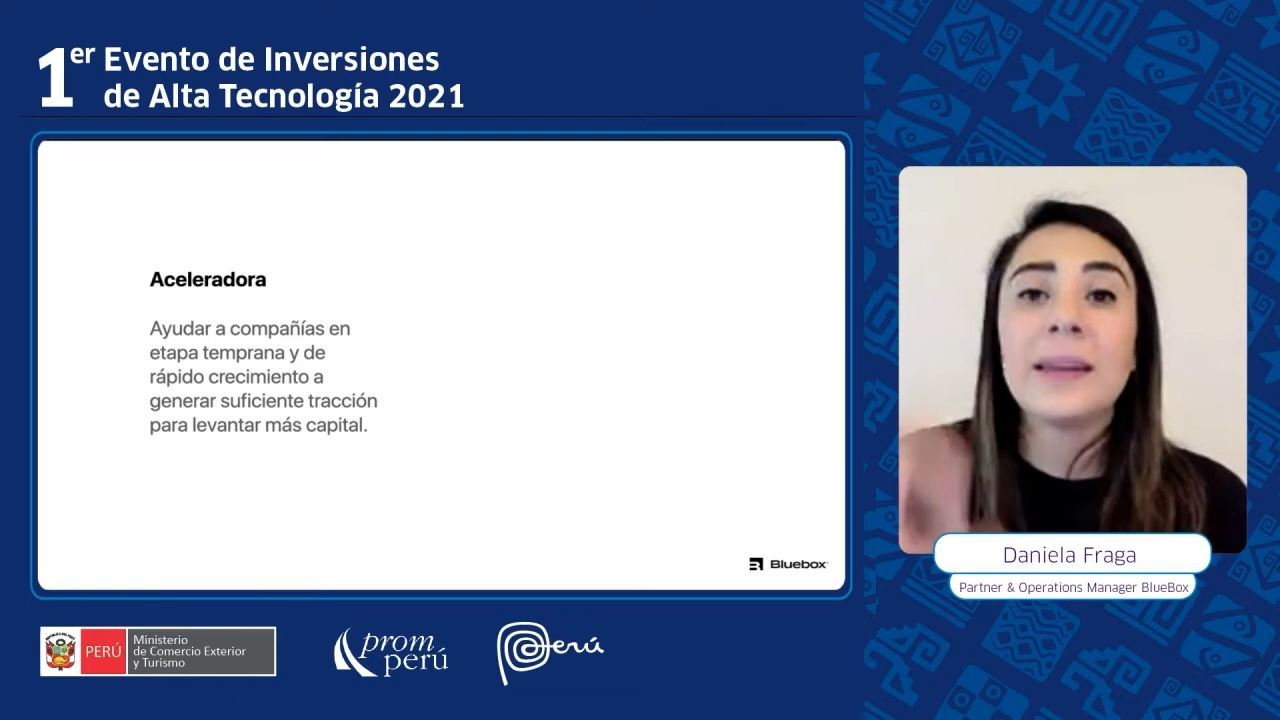 1er Evento de Inversiones
de Alta Tecnología 2021
Aceleradora
Ayudar a compañías en
etapa temprana y de
rápido crecimiento a
generar suficiente tracción
para levantar más capital.
Bluebox
Daniela Fraga
Partner & Operations Manager BlueBox
PERÚ
Ministerio
de Comercio Exterior
y Turismo
prom
perú
Perú